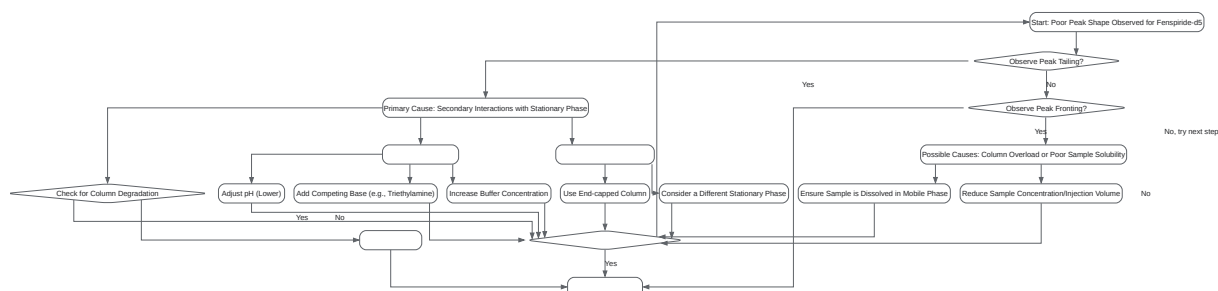 Start: Poor Peak Shape Observed for Fenspiride-d5
Observe Peak Tailing?
Yes
No
Primary Cause: Secondary Interactions with Stationary Phase
Observe Peak Fronting?
Yes
No, try next step
Possible Causes: Column Overload or Poor Sample Solubility
Check for Column Degradation
Adjust pH (Lower)
Add Competing Base (e.g., Triethylamine)
Increase Buffer Concentration
Use End-capped Column
Consider a Different Stationary Phase
Ensure Sample is Dissolved in Mobile Phase
Reduce Sample Concentration/Injection Volume
No
Yes
No
Yes